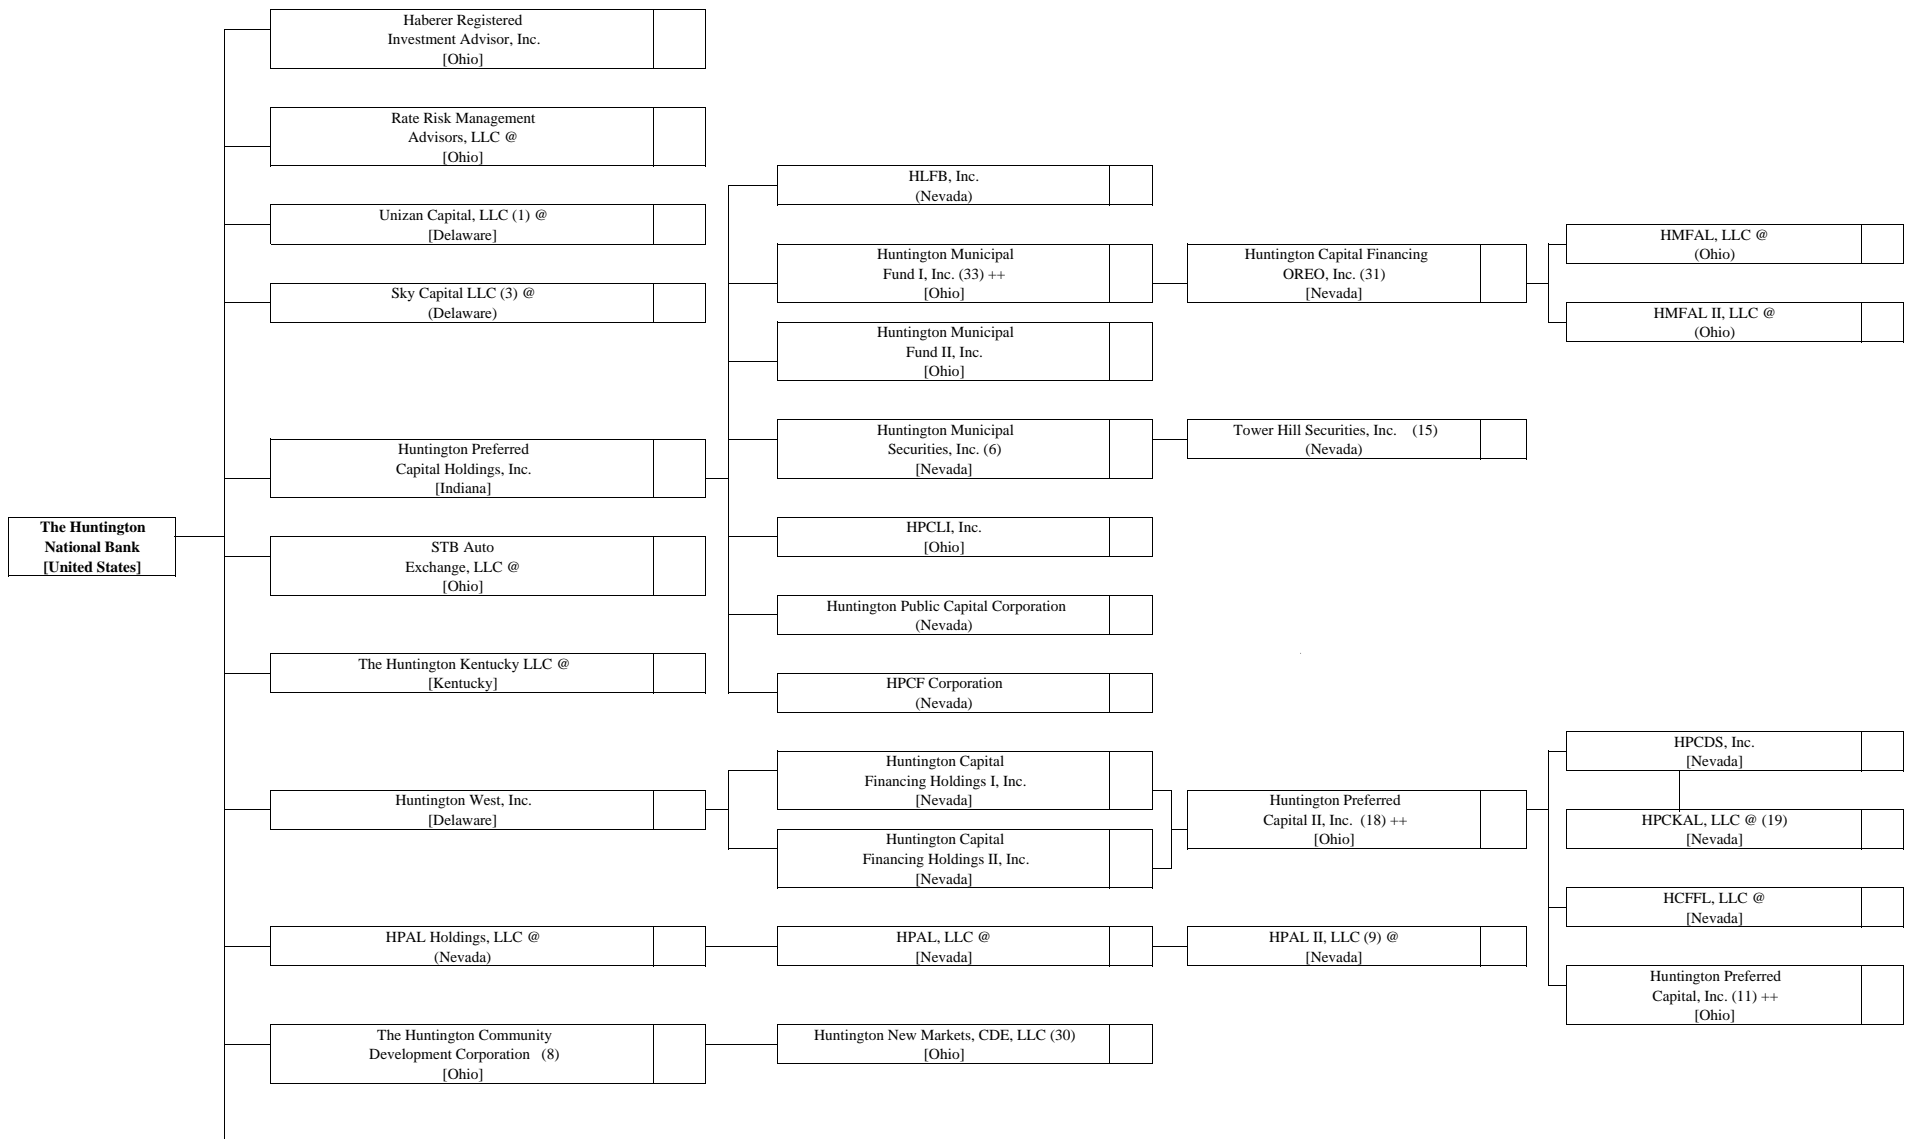 Haberer Registered
Investment Advisor, Inc.
[Ohio]
Rate Risk Management
Advisors, LLC @
[Ohio]
Unizan Capital, LLC (1) @
[Delaware]
Sky Capital LLC (3) @
(Delaware)
Huntington Preferred
Capital Holdings, Inc.
[Indiana]
The Huntington
National Bank
[United States]
STB Auto
Exchange, LLC @
[Ohio]
The Huntington Kentucky LLC @
[Kentucky]
Huntington West, Inc.
[Delaware]
HPAL Holdings, LLC @
(Nevada)
The Huntington Community
Development Corporation (8)
[Ohio]
HLFB, Inc.
(Nevada)
Huntington Municipal
Fund I, Inc. (33) ++
[Ohio]
Huntington Municipal
Fund II, Inc.
[Ohio]
Huntington Municipal
Securities, Inc. (6)
[Nevada]
HPCLI, Inc.
[Ohio]
Huntington Public Capital Corporation
(Nevada)
HPCF Corporation
(Nevada)
Huntington Capital
Financing Holdings I, Inc.
[Nevada]
Huntington Capital
Financing Holdings II, Inc.
[Nevada]
HPAL, LLC @
[Nevada]
Huntington New Markets, CDE, LLC (30)
[Ohio]
Huntington Capital Financing
OREO, Inc. (31)
[Nevada]
Tower Hill Securities, Inc. (15)
(Nevada)
Huntington Preferred
Capital II, Inc. (18) ++
[Ohio]
HPAL II, LLC (9) @
[Nevada]
HMFAL, LLC @
(Ohio)
HMFAL II, LLC @
(Ohio)
HPCDS, Inc.
[Nevada]
HPCKAL, LLC @ (19)
[Nevada]
HCFFL, LLC @
[Nevada]
Huntington Preferred
Capital, Inc. (11) ++
[Ohio]